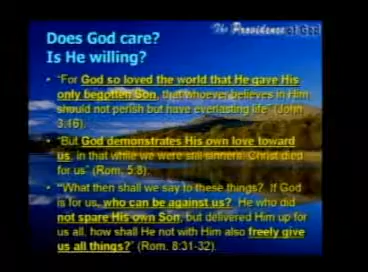 The Providence of God
Does God care?
Is He willing?
• "For God so loved the world that He gave His
only begotten Son, that whoever believes in Him
should not perish but have everlasting life" (John
3:16).
• "But God demonstrates His own love toward
us, in that while we were still sinners, Christ died
for us" (Rom. 5:8).
• "What then shall we say to these things? If God
is for us, who can be against us? He who did
not spare His own Son, but delivered Him up for
us all, how shall He not with Him also freely give
us all things?" (Rom. 8:31-32).